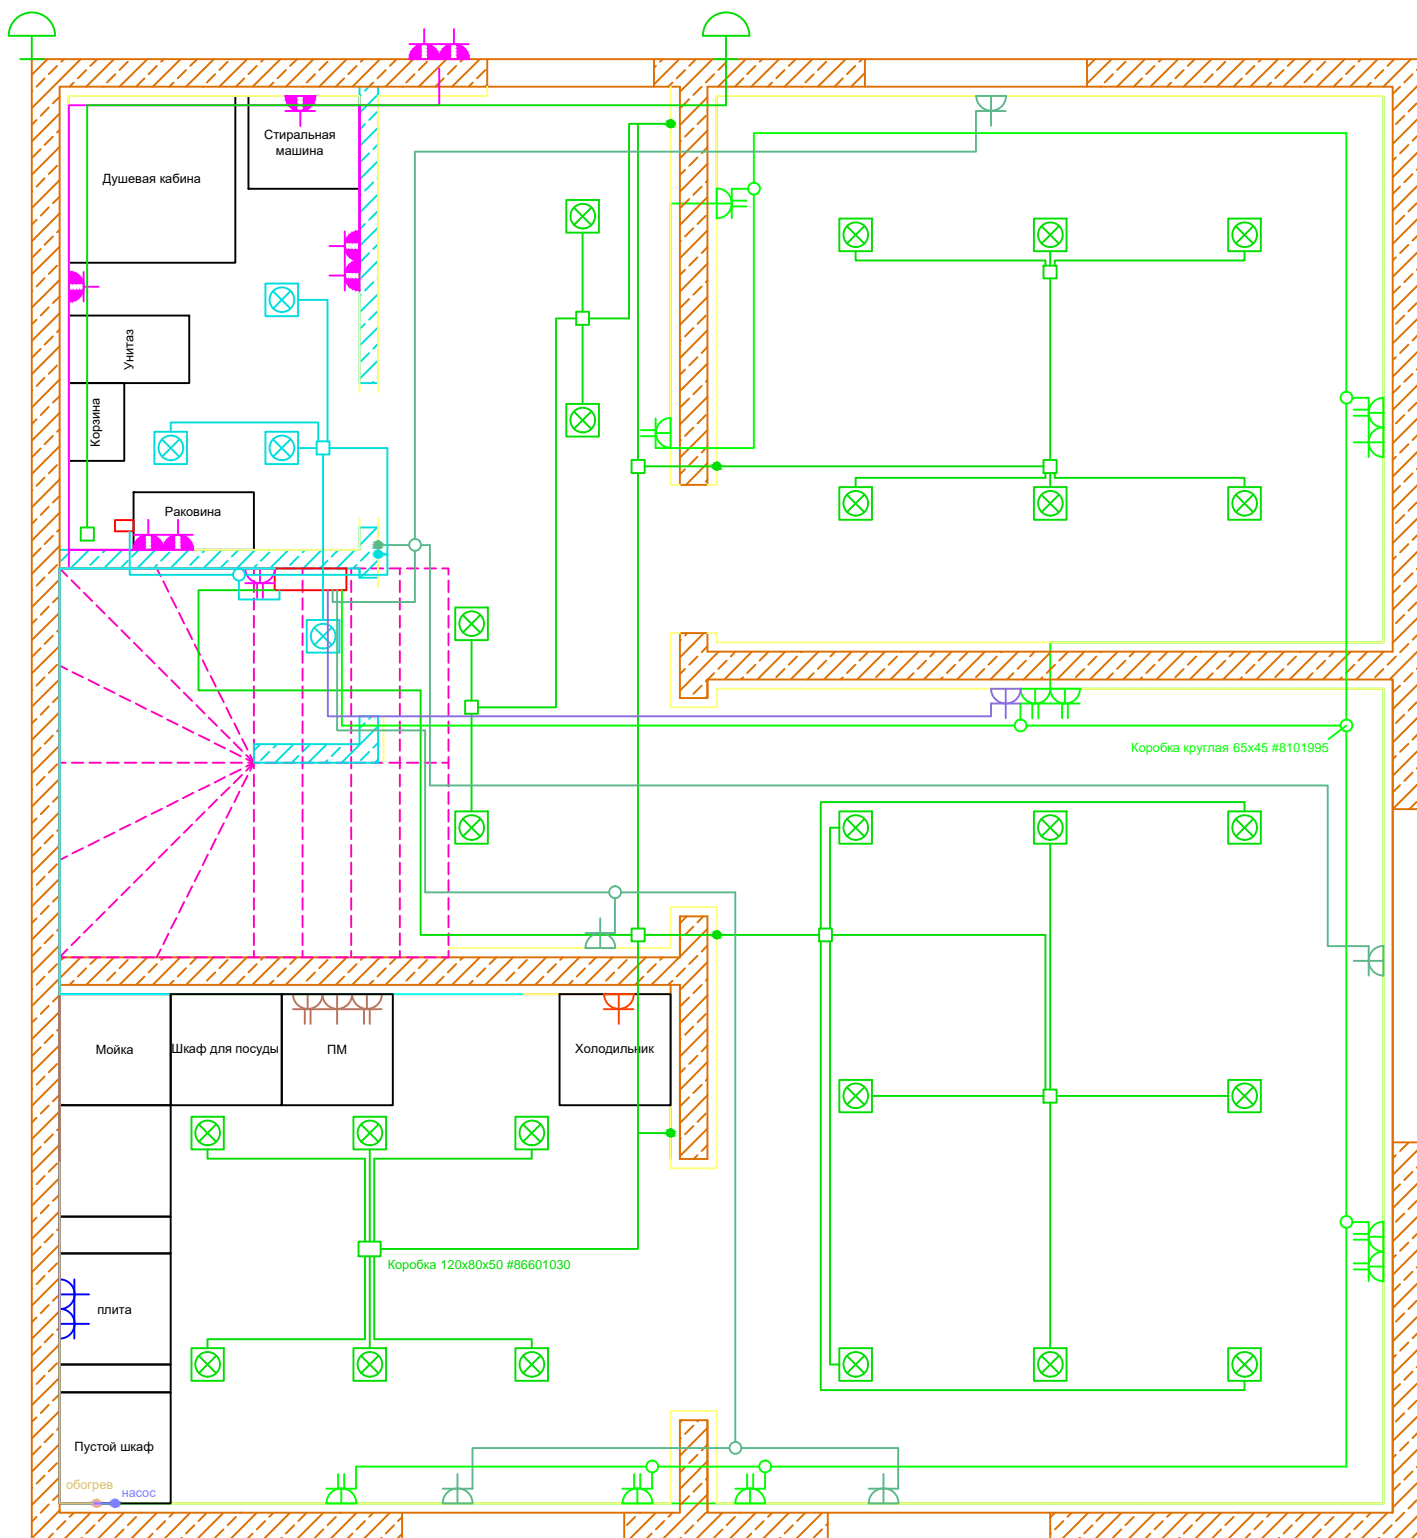 Стиральная
машина
Душевая кабина
Унитаз
Корзина
Раковина
Коробка круглая 65x45 #8101995
Мойка
Шкаф для посуды
ПМ
Холодильник
Коробка 120x80x50 #86601030
плита
Пустой шкаф
обогрев
насос